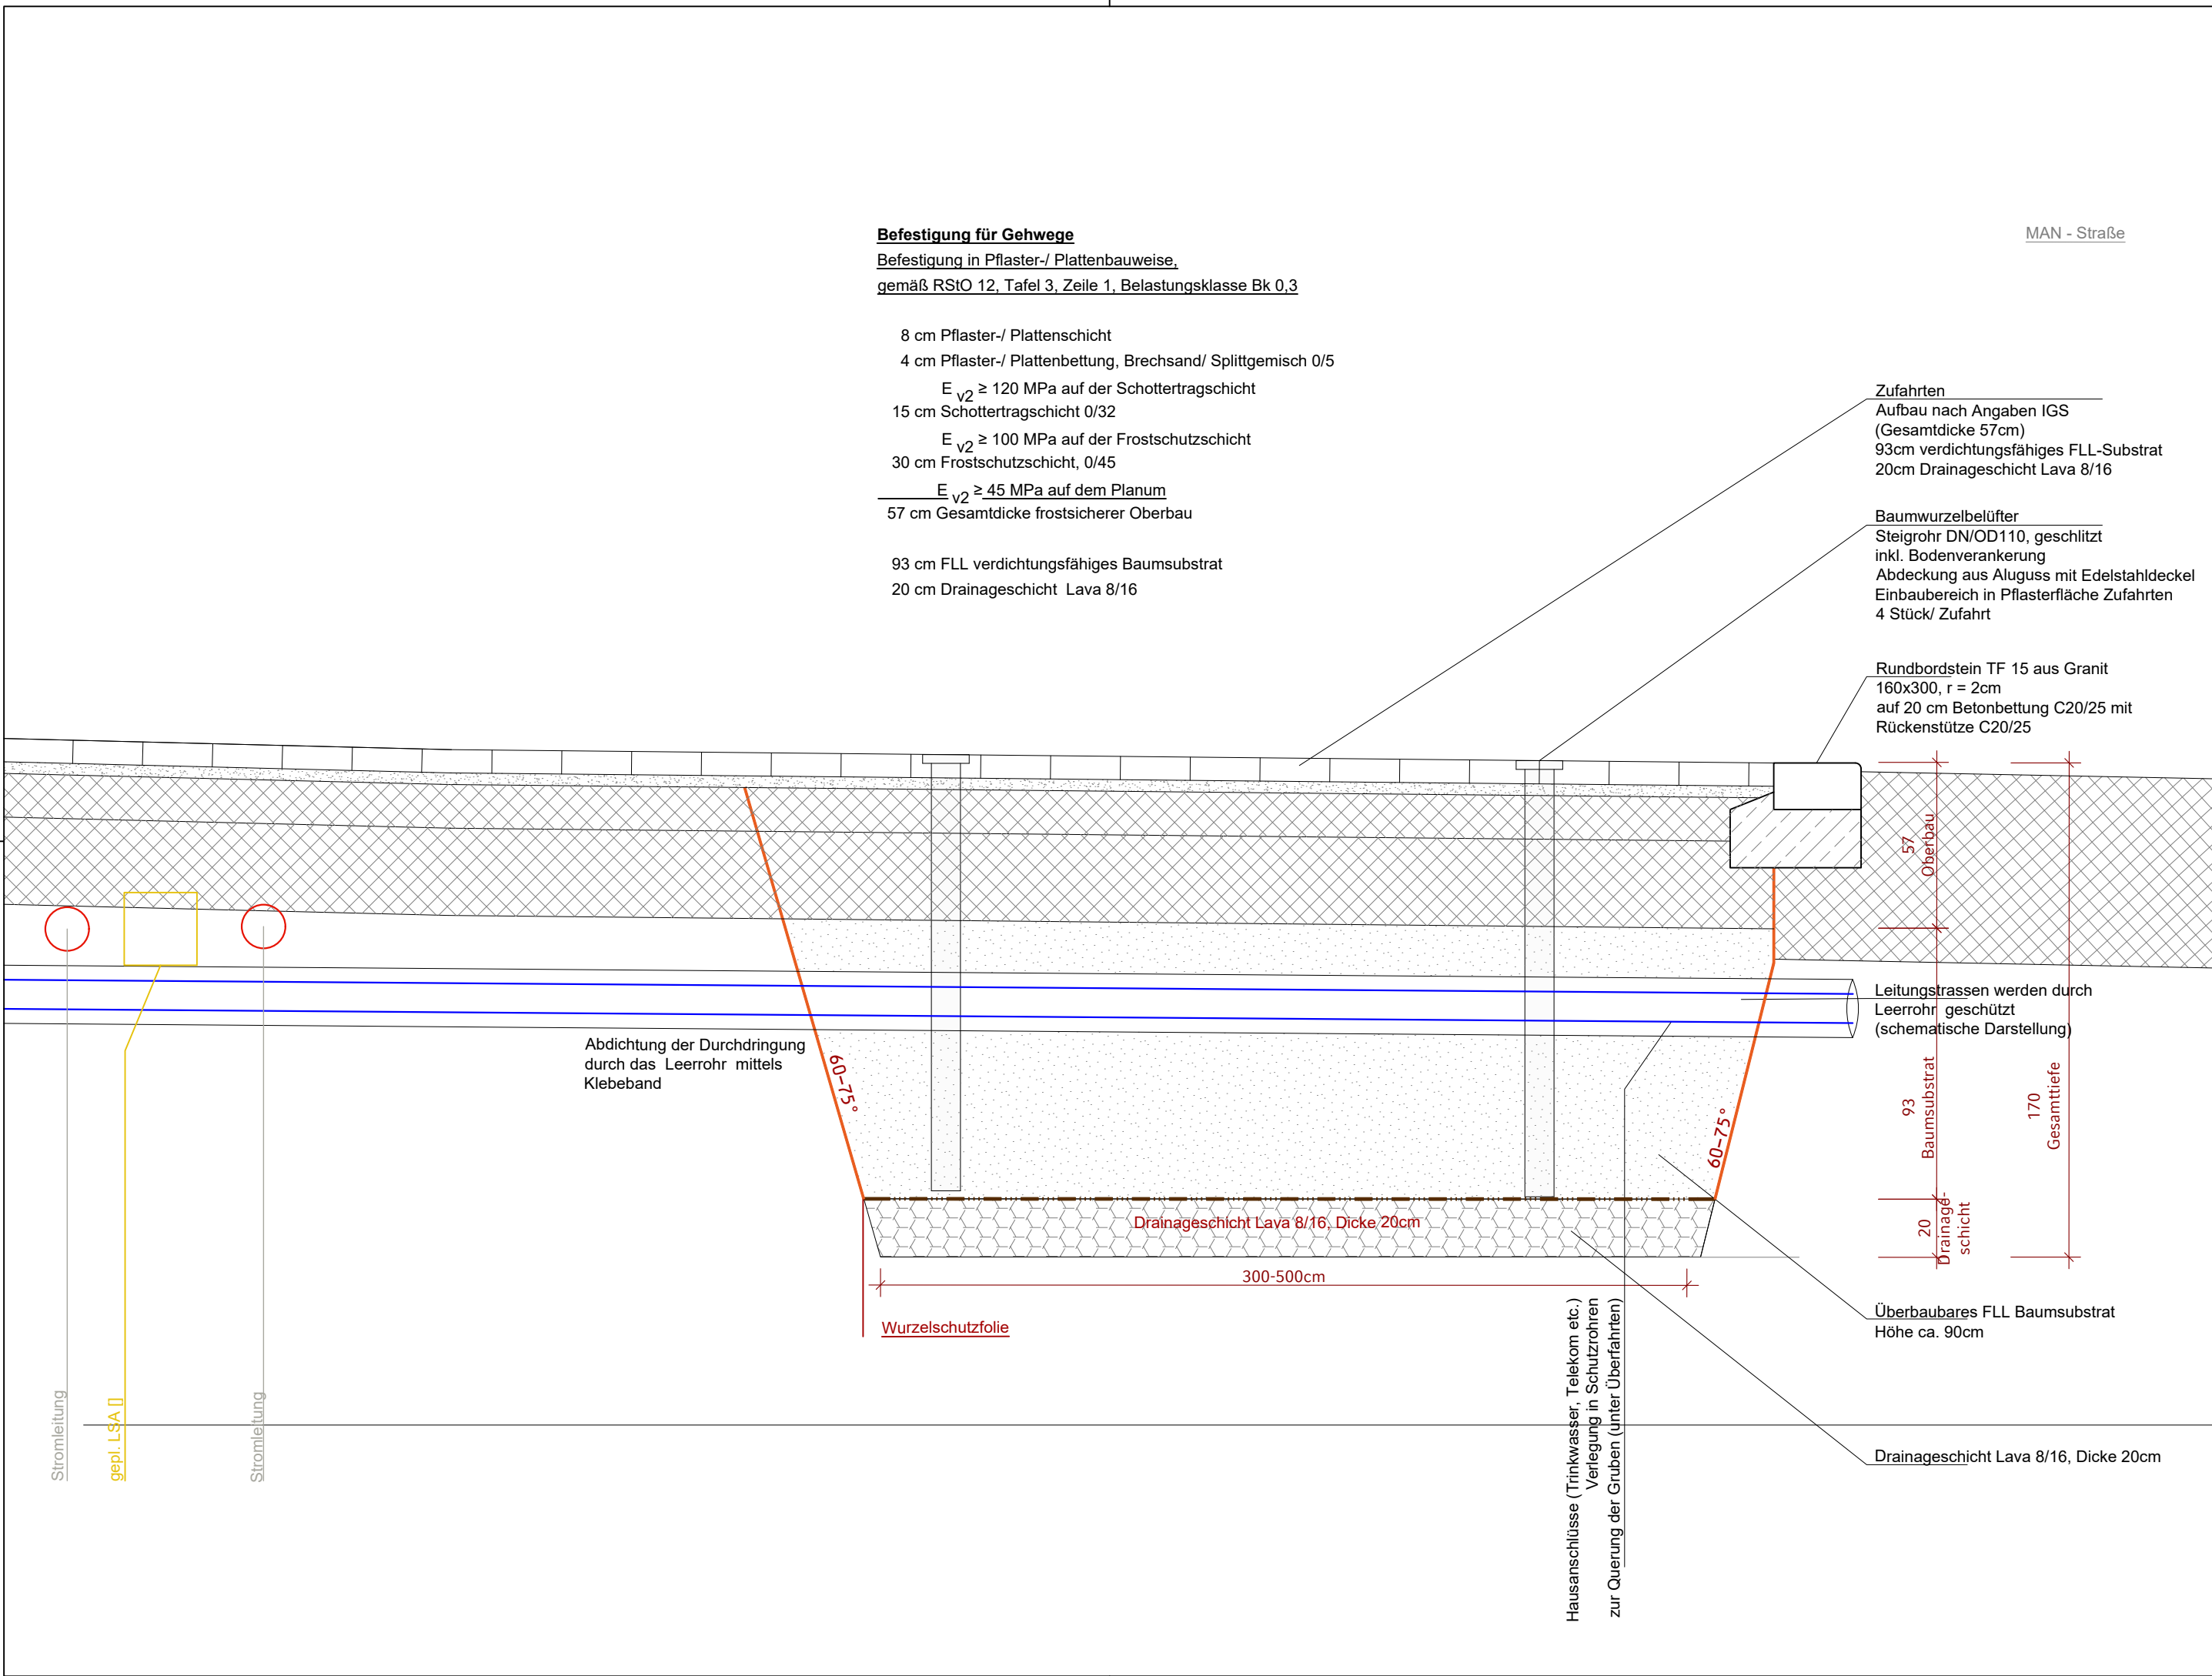 Befestigung für Gehwege
Befestigung in Pflaster-/ Plattenbauweise,
gemäß RStO 12, Tafel 3, Zeile 1, Belastungsklasse Bk 0,3
8 cm Pflaster-/ Plattenschicht
4 cm Pflaster-/ Plattenbettung, Brechsand/ Splittgemisch 0/5
E v2 ≥ 120 MPa auf der Schottertragschicht
15 cm Schottertragschicht 0/32
E v2 ≥ 100 MPa auf der Frostschutzschicht
30 cm Frostschutzschicht, 0/45
E v2 ≥ 45 MPa auf dem Planum
57 cm Gesamtdicke frostsicherer Oberbau
93 cm FLL verdichtungsfähiges Baumsubstrat
20 cm Drainageschicht Lava 8/16
MAN - Straße
Zufahrten
Aufbau nach Angaben IGS
(Gesamtdicke 57cm)
93cm verdichtungsfähiges FLL-Substrat
20cm Drainageschicht Lava 8/16
Baumwurzelbelüfter
Steigrohr DN/OD110, geschlitzt
inkl. Bodenverankerung
Abdeckung aus Aluguss mit Edelstahldeckel
Einbaubereich in Pflasterfläche Zufahrten
4 Stück/ Zufahrt
Rundbordstein TF 15 aus Granit
160x300, r = 2cm
auf 20 cm Betonbettung C20/25 mit
Rückenstütze C20/25
57
Oberbau
Leitungstrassen werden durch
Leerrohr geschützt
(schematische Darstellung)
Abdichtung der Durchdringung
durch das Leerrohr mittels
Klebeband
60-75°
60-75°
93
Baumsubstrat
170
Gesamttiefe
20
Drainage-
schicht
Drainageschicht Lava 8/16, Dicke 20cm
300-500cm
Wurzelschutzfolie
Überbaubares FLL Baumsubstrat
Höhe ca. 90cm
Drainageschicht Lava 8/16, Dicke 20cm
Hausanschlüsse (Trinkwasser, Telekom etc.)
Verlegung in Schutzrohren
zur Querung der Gruben (unter Überfahrten)
Stromleitung
gepl. LSA []
Stromleitung